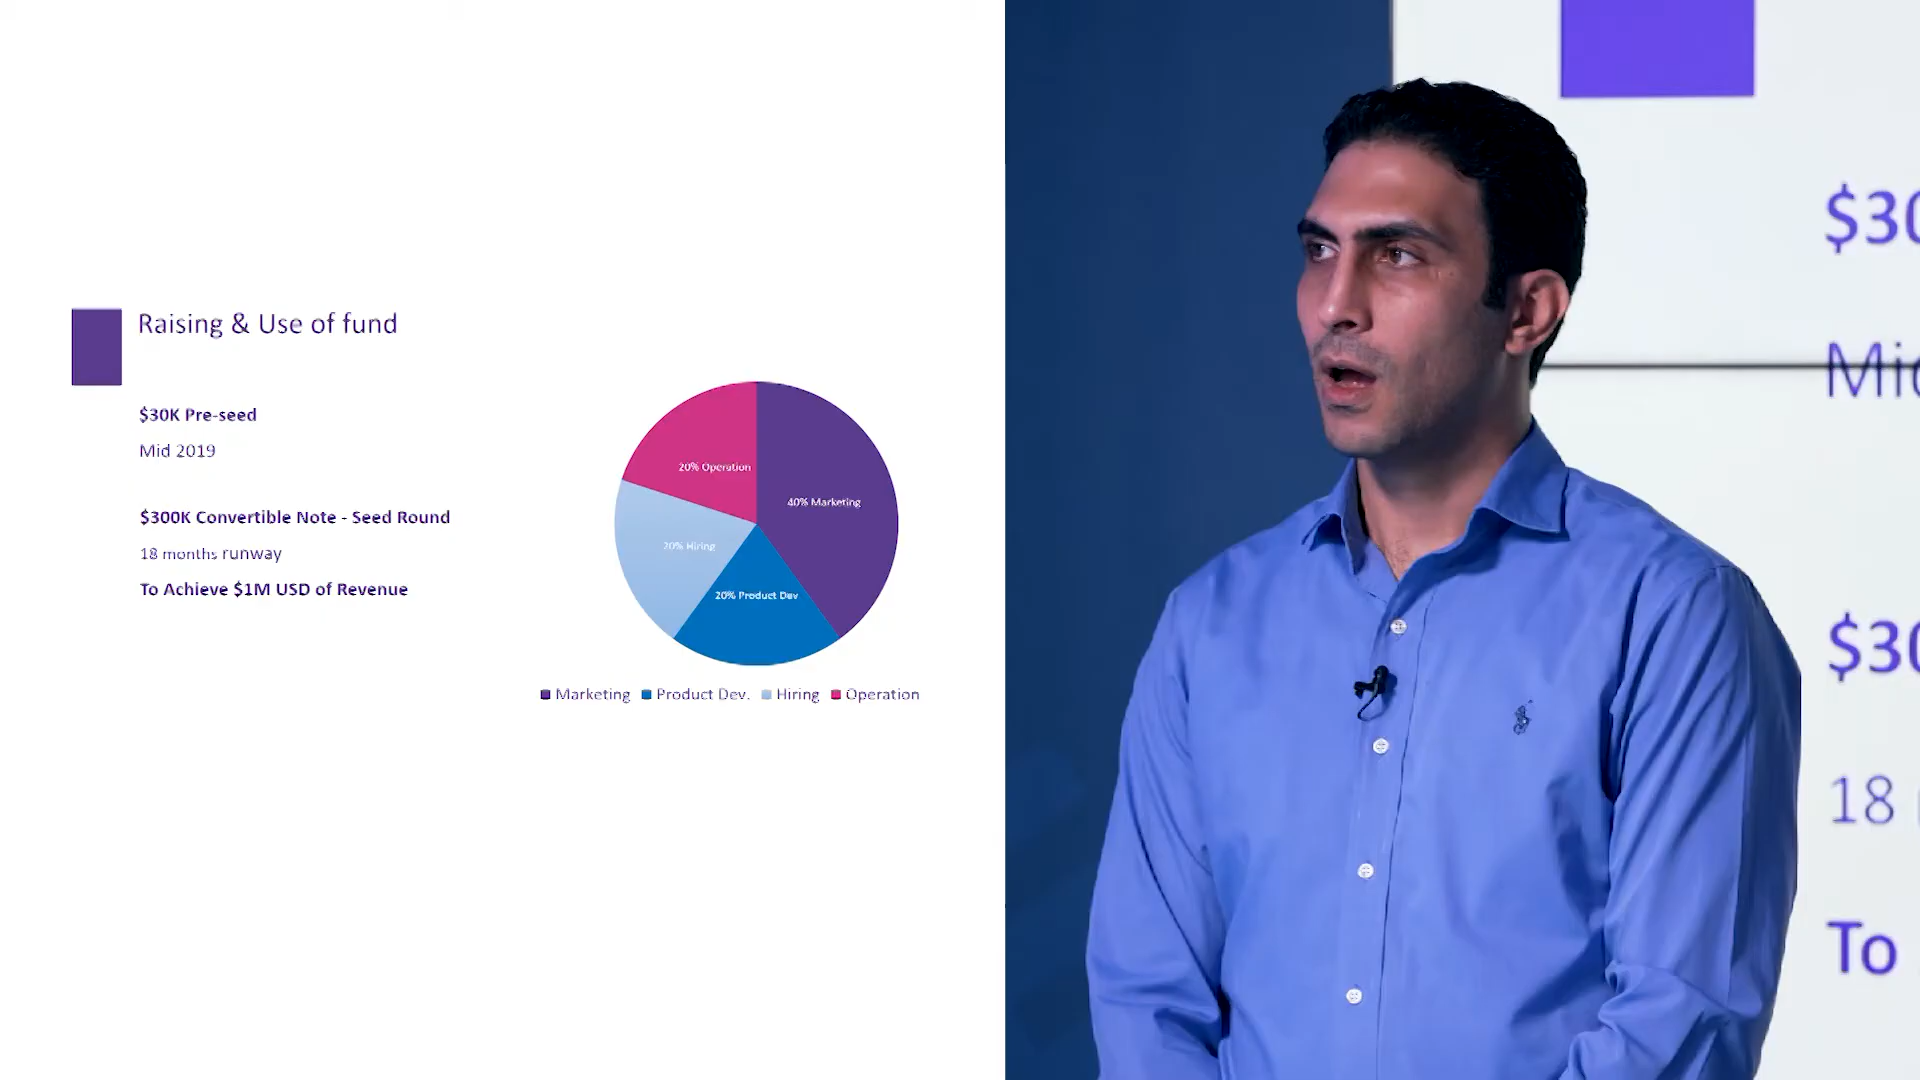 Raising & Use of fund
$30K Pre-seed
Mid 2019
$300K Convertible Note - Seed Round
18 months runway
To Achieve $1M USD of Revenue
20% Operation
40% Marketing
20% Hiring
20% Product Dev
Marketing Product Dev. Hiring Operation
$30
Mid
$30
18
To